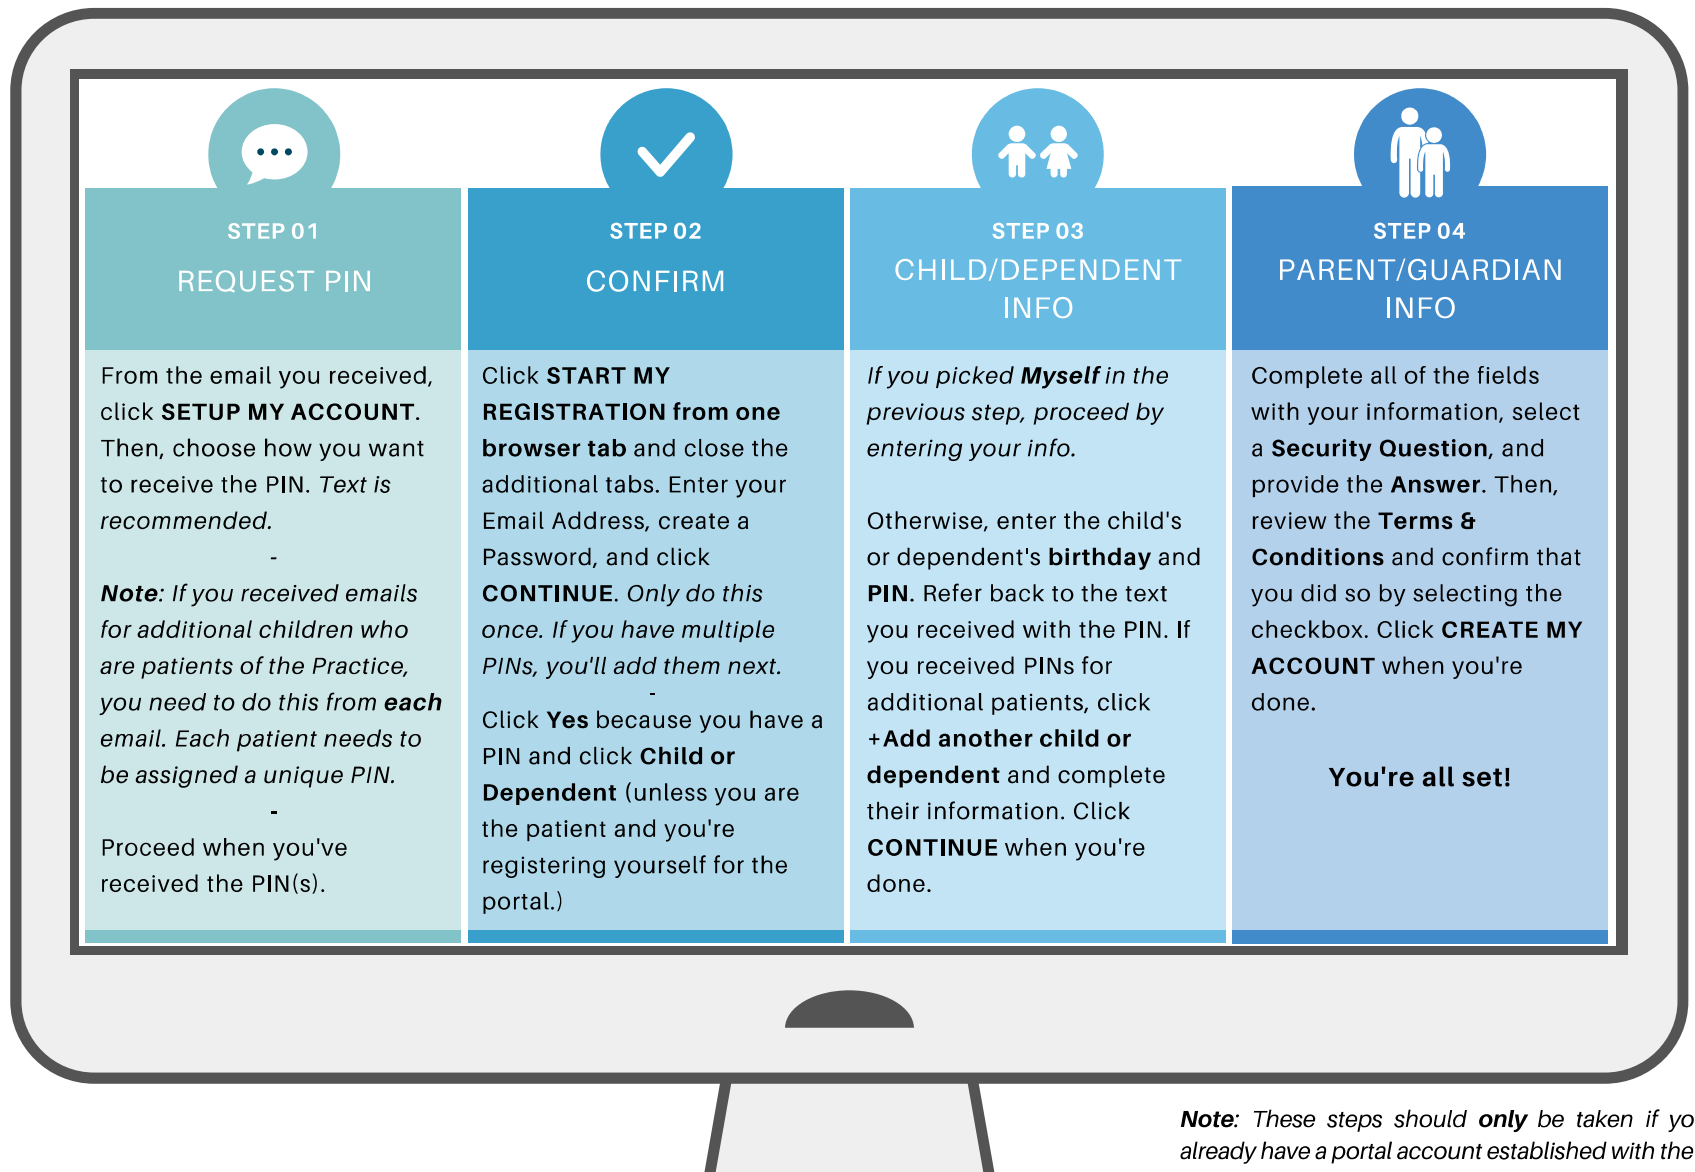 STEP 01
REQUEST PIN
From the email you received,
click SETUP MY ACCOUNT.
Then, choose how you want
to receive the PIN. Text is
recommended.
-
Note: If you received emails
for additional children who
are patients of the Practice,
you need to do this from each
email. Each patient needs to
be assigned a unique PIN.
-
Proceed when you've
received the PIN(s).
STEP 02
CONFIRM
Click START MY
REGISTRATION from one
browser tab and close the
additional tabs. Enter your
Email Address, create a
Password, and click
CONTINUE. Only do this
once. If you have multiple
PINs, you'll add them next.
-
Click Yes because you have a
PIN and click Child or
Dependent (unless you are
the patient and you're
registering yourself for the
portal.)
STEP 03
CHILD/DEPENDENT
INFO
If you picked Myself in the
previous step, proceed by
entering your info.
Otherwise, enter the child's
or dependent's birthday and
PIN. Refer back to the text
you received with the PIN. If
you received PINs for
additional patients, click
+Add another child or
dependent and complete
their information. Click
CONTINUE when you're
done.
STEP 04
PARENT/GUARDIAN
INFO
Complete all of the fields
with your information, select
a Security Question, and
provide the Answer. Then,
review the Terms &
Conditions and confirm that
you did so by selecting the
checkbox. Click CREATE MY
ACCOUNT when you're
done.
You're all set!
Note: These steps should only be taken if yo
already have a portal account established with the